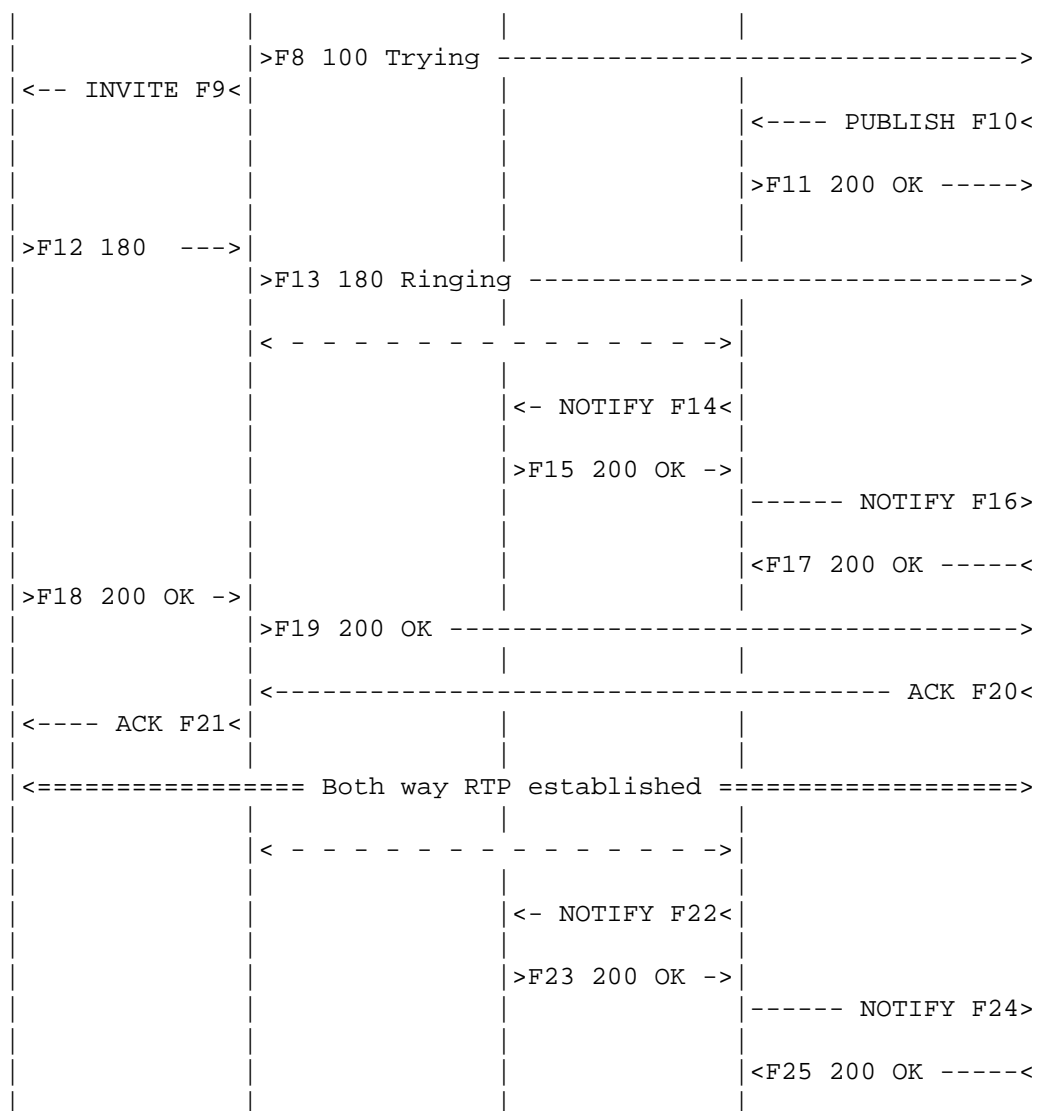 >F8 100 Trying --------------------------------->
<-- INVITE F9<
<---- PUBLISH F10<
>F11 200 OK ----->
>F12 180 --->
>F13 180 Ringing ------------------------------->
< - - - - - - - - - - - - - - ->
<- NOTIFY F14<
>F15 200 OK ->
------ NOTIFY F16>
<F17 200 OK -----<
>F18 200 OK ->
>F19 200 OK ------------------------------------>
<--------------------------------------- ACK F20<
<---- ACK F21<
<================= Both way RTP established ===================>
< - - - - - - - - - - - - - - ->
<- NOTIFY F22<
>F23 200 OK ->
------ NOTIFY F24>
<F25 200 OK -----<